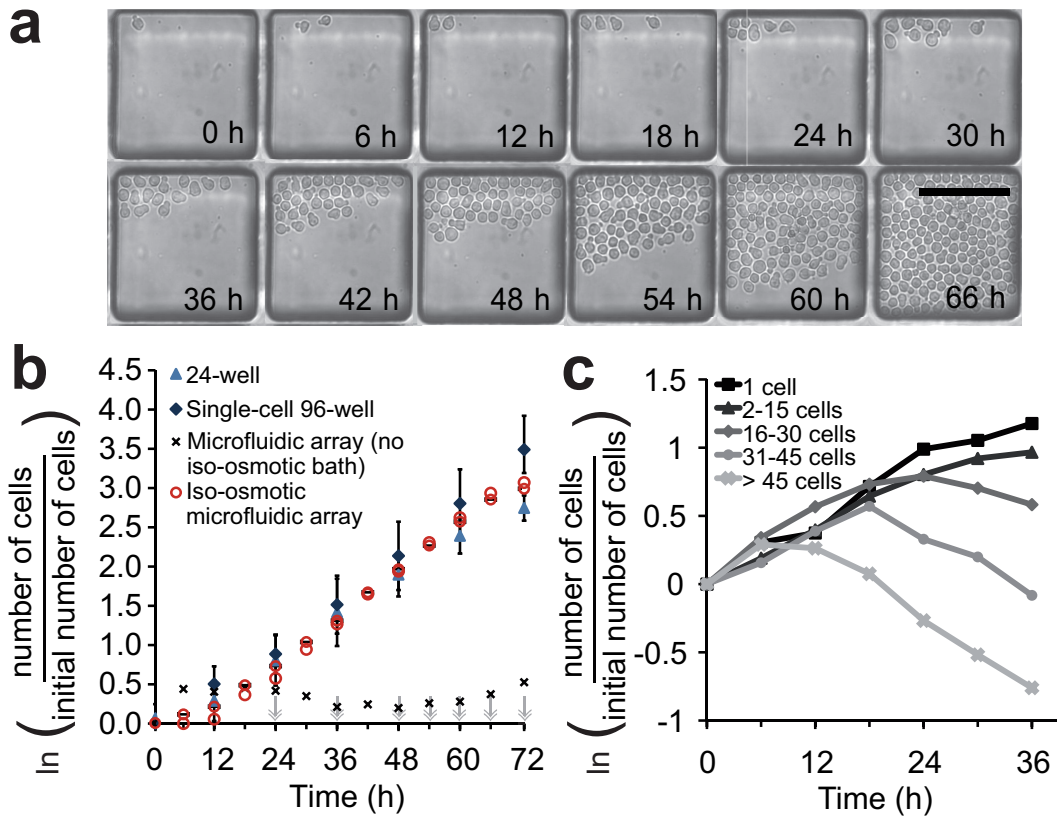 a
0 h
6 h
12 h
18 h
24 h
30 h
36 h
42 h
48 h
54 h
60 h
66 h
b
ln ( number of cells
initial number of cells )
4.5
4.0
3.5
3.0
2.5
2.0
1.5
1.0
0.5
0.0
24-well
Single-cell 96-well
Microfluidic array (no
iso-osmotic bath)
Iso-osmotic
microfluidic array
0 12 24 36 48 60 72
Time (h)
c
ln ( number of cells
initial number of cells )
1.5
1
0.5
0
-0.5
-1
1 cell
2-15 cells
16-30 cells
31-45 cells
> 45 cells
0 12 24 36
Time (h)